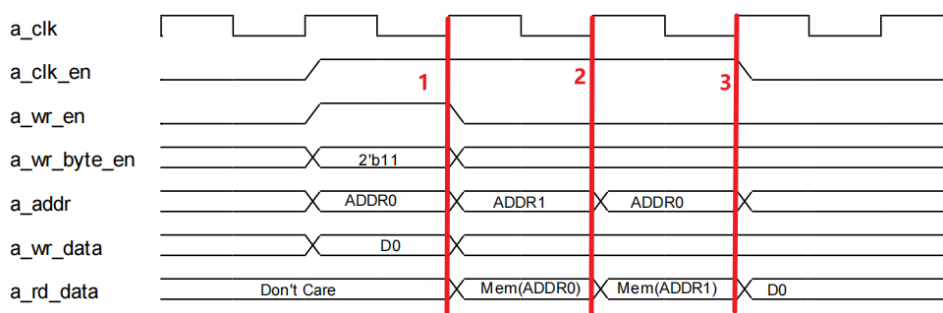 a_clk
a_clk_en 1 2 3
a_wr_en
a_wr_byte_en 2'b11
a_addr ADDR0 ADDR1 ADDR0
a_wr_data D0
a_rd_data Don't Care Mem(ADDR0) Mem(ADDR1) D0